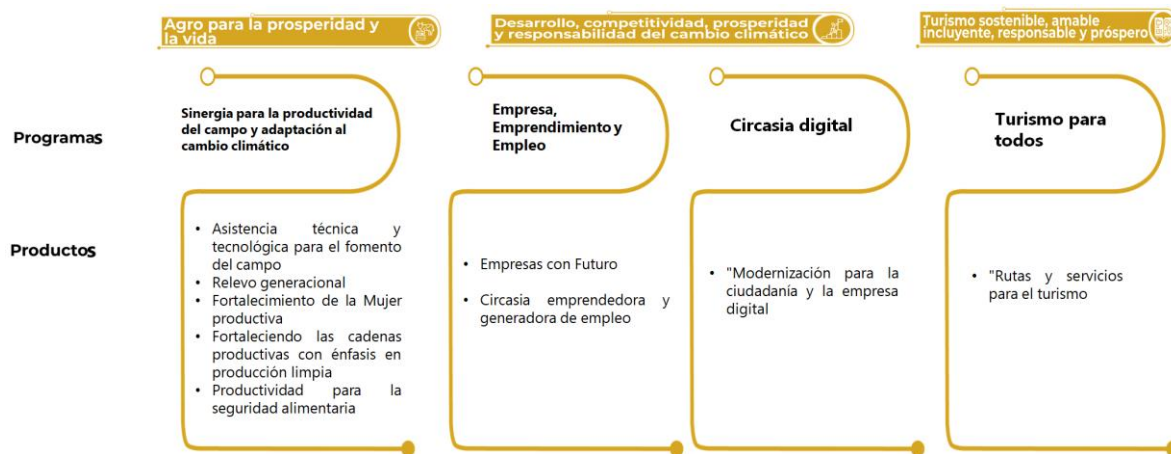 Agro para la prosperidad y
la vida
Desarrollo, competitividad, prosperidad
y responsabilidad del cambio climático
Turismo sostenible, amable
incluyente, responsable y próspero
Programas
Sinergia para la productividad
del campo y adaptación al
cambio climático
Empresa,
Emprendimiento y
Empleo
Circasia digital
Turismo para
todos
Productos
• Asistencia técnica y
tecnológica para el fomento
del campo
• Relevo generacional
• Fortalecimiento de la Mujer
productiva
• Fortaleciendo las cadenas
productivas con énfasis en
producción limpia
• Productividad para la
seguridad alimentaria
• Empresas con Futuro
• Circasia emprendedora y
generadora de empleo
• "Modernización para la
ciudadanía y la empresa
digital
• "Rutas y servicios
para el turismo